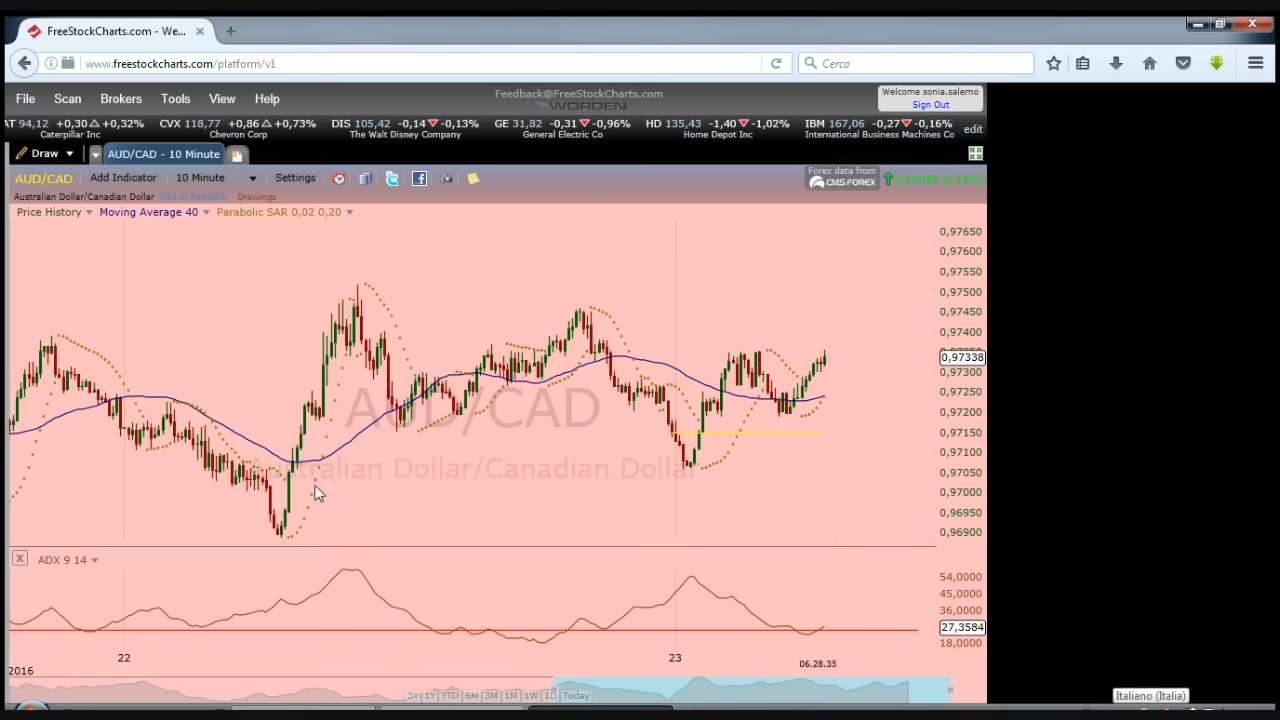 FreeStockCharts.com - We...
www.freestockcharts.com/platform/v1
Cerca
File Scan Brokers Tools View Help
Feedback@FreeStockCharts.com
WORDEN
Welcome sonia.salerno
Sign Out
AT 94,12 +0,30 +0,32% CVX 118,77 +0,86 +0,73% DIS 105,42 -0,14 -0,13% GE 31,82 -0,31 -0,96% HD 135,43 -1,40 -1,02% IBM 167,06 -0,27 -0,16%
Caterpillar Inc Chevron Corp The Walt Disney Company General Electric Co Home Depot Inc International Business Machines Co edit
Draw AUD/CAD - 10 Minute
AUD/CAD Add Indicator 10 Minute Settings
Forex data from
CMS FOREX
Australian Dollar/Canadian Dollar Add to Portfolio Drawings
Price History Moving Average 40 Parabolic SAR 0,02 0,20
0,97650
0,97600
0,97550
0,97500
0,97450
0,97400
0,97338
0,97300
0,97250
0,97200
0,97150
0,97100
0,97050
0,97000
0,96950
0,96900
AUD/CAD
Australian Dollar/Canadian Dollar
X ADX 9 14
54,0000
45,0000
36,0000
27,3584
18,0000
22 23
06.28.35
2016
5Y 1Y YTD 6M 3M 1M 1W 1D Today
Italiano (Italia)